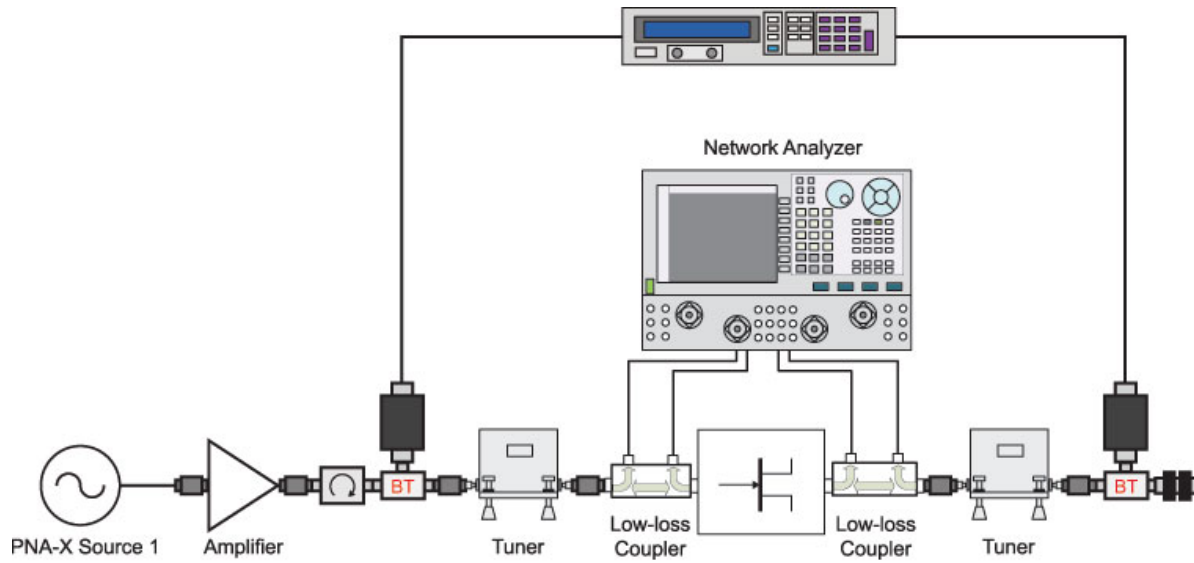 Network Analyzer
BT
BT
PNA-X Source 1
Amplifier
Tuner
Low-loss
Coupler
Low-loss
Coupler
Tuner